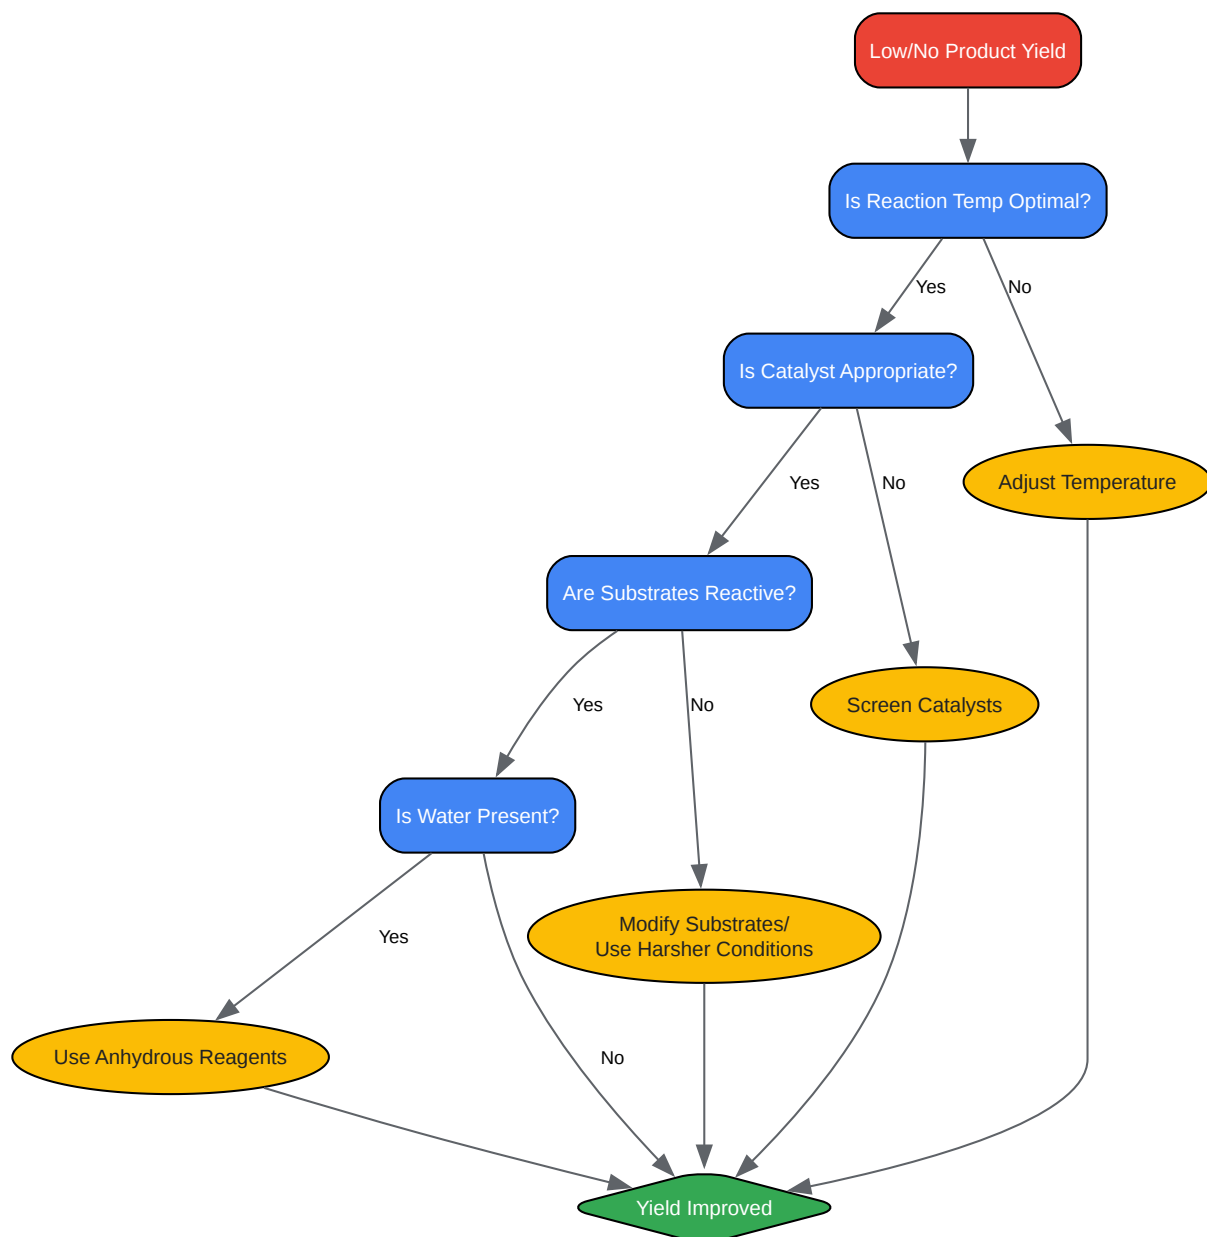 Low/No Product Yield
Is Reaction Temp Optimal?
Yes
No
Is Catalyst Appropriate?
Yes
No
Adjust Temperature
Are Substrates Reactive?
Yes
No
Screen Catalysts
Is Water Present?
Yes
Modify Substrates/
Use Harsher Conditions
No
Use Anhydrous Reagents
Yield Improved